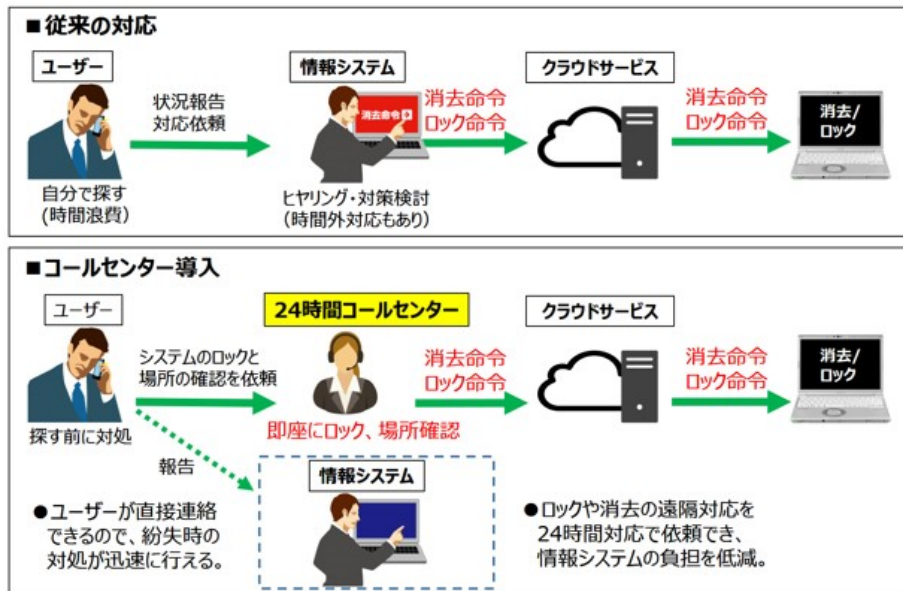 ■従来の対応
ユーザー
情報システム
クラウドサービス
状況報告
対応依頼
消去命令
消去命令
ロック命令
消去命令
ロック命令
消去/
ロック
自分で探す
(時間浪費)
ヒヤリング・対策検討
(時間外対応もあり)
■コールセンター導入
ユーザー
24時間コールセンター
クラウドサービス
システムのロックと
場所の確認を依頼
消去命令
ロック命令
消去命令
ロック命令
消去/
ロック
探す前に対処
即座にロック、場所確認
報告
情報システム
●ユーザーが直接連絡
できるので、紛失時の
対処が迅速に行える。
●ロックや消去の遠隔対応を
24時間対応で依頼でき、
情報システムの負担を低減。